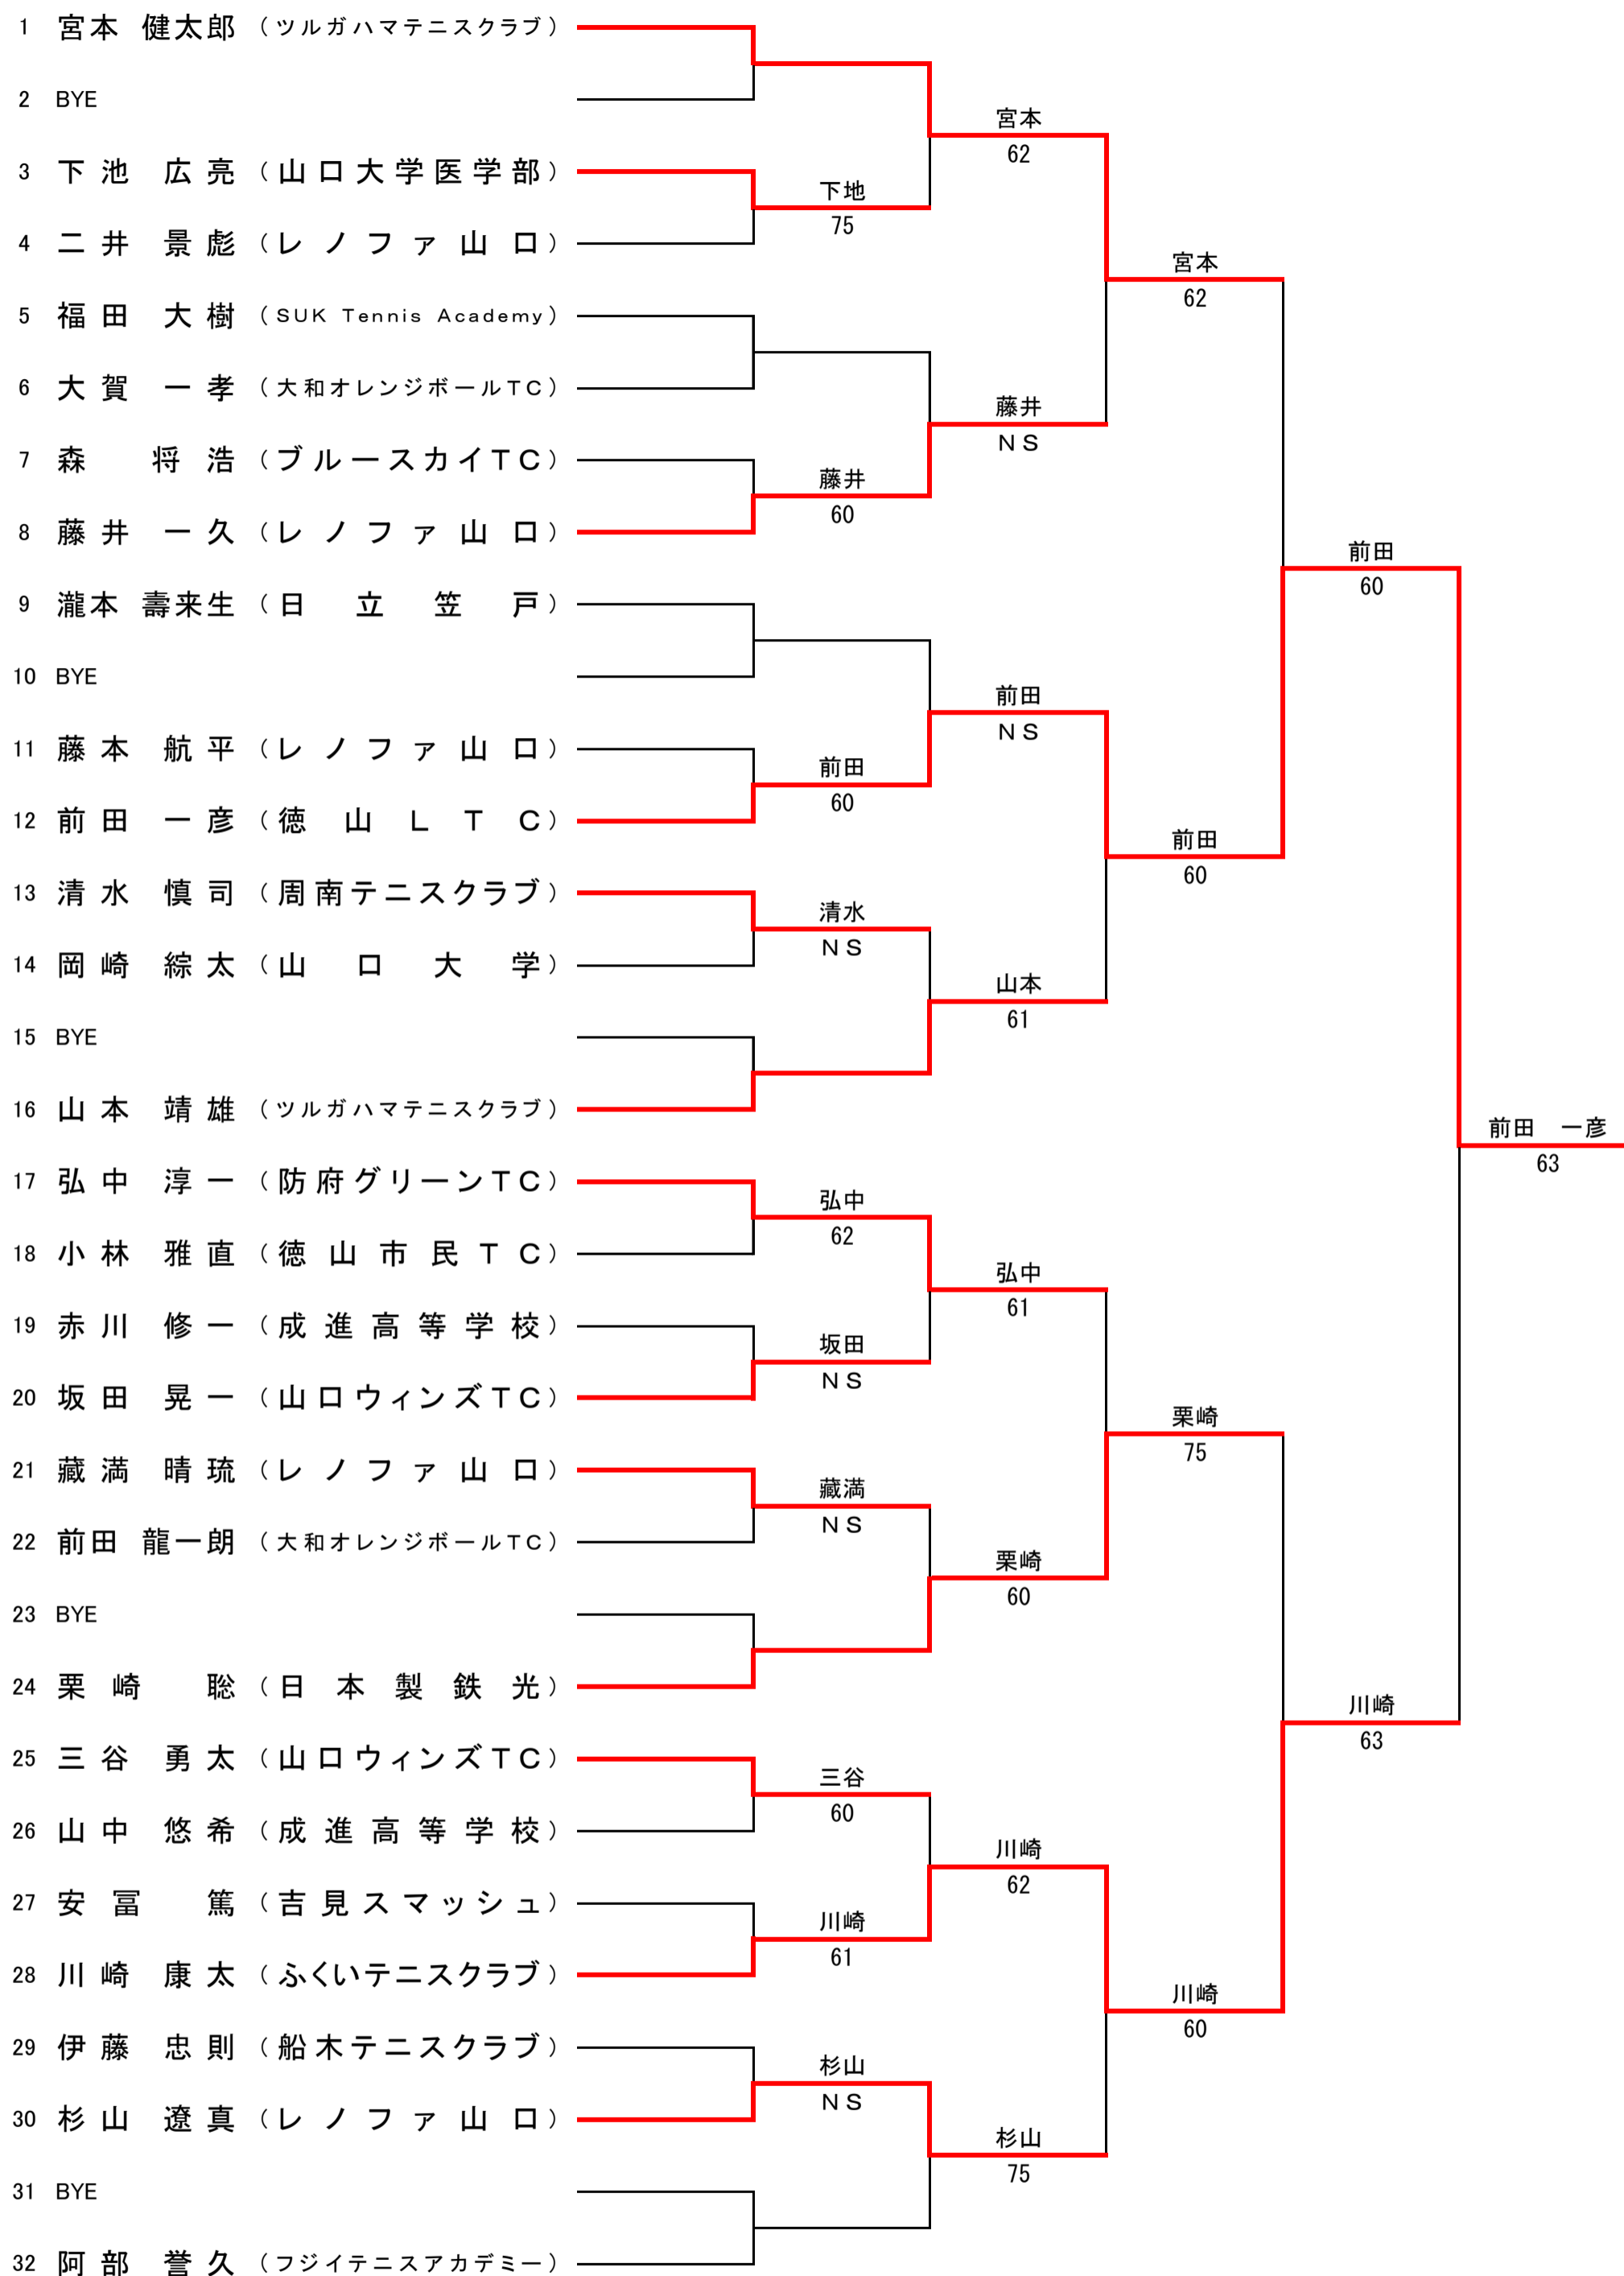 1 宮本 健太郎 (ツルガハマテニスクラブ)
2 BYE
宮本
62
3 下池 広亮 (山口大学医学部)
下地
75
4 二井 景彪 (レノファ山口)
宮本
62
5 福田 大樹 (SUK Tennis Academy)
6 大賀 一孝 (大和オレンジボールTC)
藤井
NS
7 森 将浩 (ブルースカイTC)
藤井
60
8 藤井 一久 (レノファ山口)
前田
60
9 瀧本 壽来生 (日立笠戸)
10 BYE
前田
NS
11 藤本 航平 (レノファ山口)
前田
60
12 前田 一彦 (徳山LTC)
前田
60
13 清水 慎司 (周南テニスクラブ)
清水
NS
14 岡崎 綜太 (山口大学)
山本
61
15 BYE
16 山本 靖雄 (ツルガハマテニスクラブ)
前田 一彦
63
17 弘中 淳一 (防府グリーンTC)
弘中
62
18 小林 雅直 (徳山市民TC)
弘中
61
19 赤川 修一 (成進高等学校)
坂田
NS
20 坂田 晃一 (山口ウィンズTC)
栗崎
75
21 藏満 晴琉 (レノファ山口)
藏満
NS
22 前田 龍一朗 (大和オレンジボールTC)
栗崎
60
23 BYE
24 栗崎 聡 (日本製鉄光)
川崎
63
25 三谷 勇太 (山口ウィンズTC)
三谷
60
26 山中 悠希 (成進高等学校)
川崎
62
27 安冨 篤 (吉見スマッシュ)
川崎
61
28 川崎 康太 (ふくいテニスクラブ)
川崎
60
29 伊藤 忠則 (船木テニスクラブ)
杉山
NS
30 杉山 遼真 (レノファ山口)
杉山
75
31 BYE
32 阿部 誉久 (フジイテニスアカデミー)